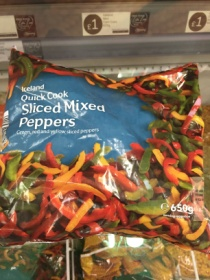 £1
£1
Iceland
Quick Cook
Sliced Mixed
Peppers
Green, red and yellow sliced peppers
℮ 650g